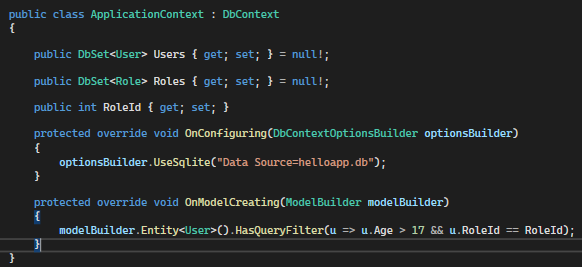 public class ApplicationContext : DbContext
{
public DbSet<User> Users { get; set; } = null!;
public DbSet<Role> Roles { get; set; } = null!;
public int RoleId { get; set; }
protected override void OnConfiguring(DbContextOptionsBuilder optionsBuilder)
{
optionsBuilder.UseSqlite("Data Source=helloapp.db");
}
protected override void OnModelCreating(ModelBuilder modelBuilder)
{
modelBuilder.Entity<User>().HasQueryFilter(u => u.Age > 17 && u.RoleId == RoleId);
}
}